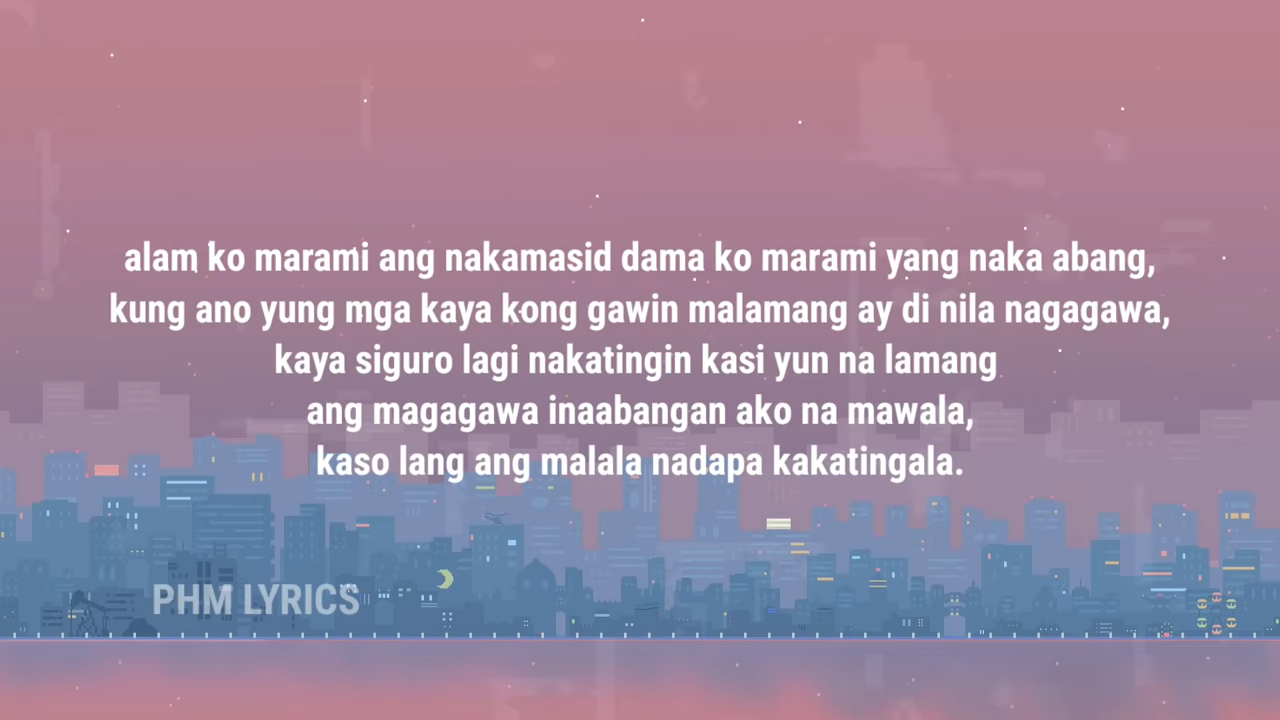 alam ko marami ang nakamasid dama ko marami yang naka abang,
kung ano yung mga kaya kong gawin malamang ay di nila nagagawa,
kaya siguro lagi nakatingin kasi yun na lamang
ang magagawa inaabangan ako na mawala,
kaso lang ang malala nadapa kakatingala.
PHM LYRICS